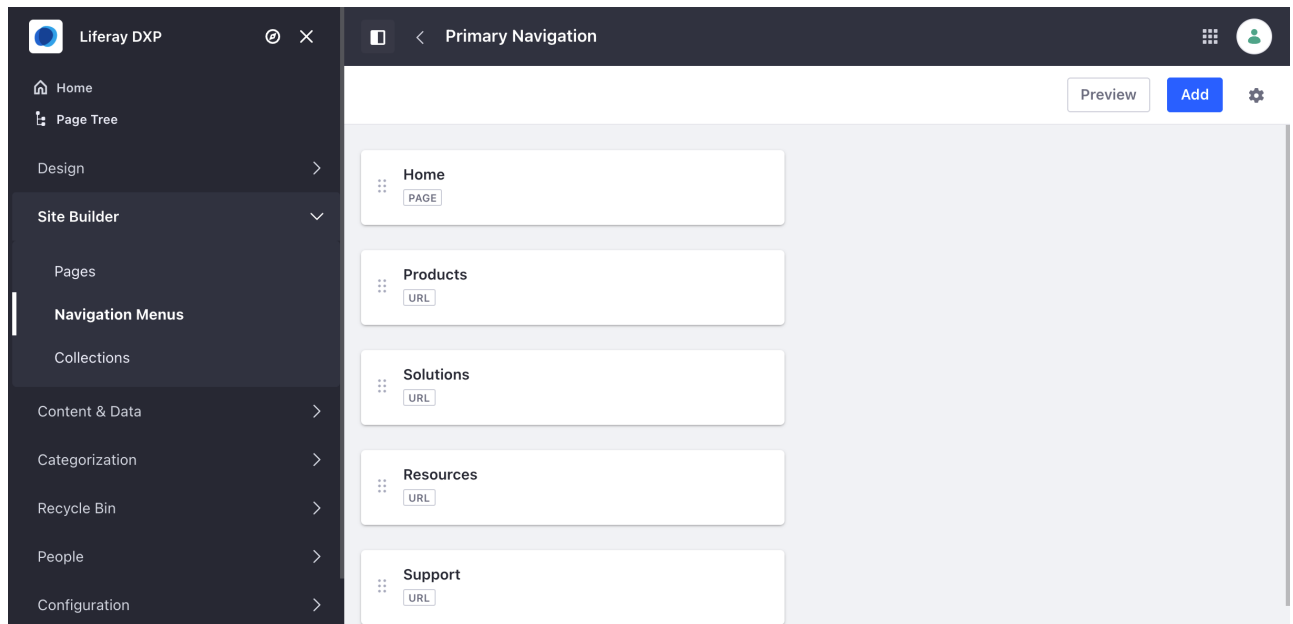 Liferay DXP
Home
Page Tree
Design
Site Builder
Pages
Navigation Menus
Collections
Content & Data
Categorization
Recycle Bin
People
Configuration
Primary Navigation
Preview
Add
Home
PAGE
Products
URL
Solutions
URL
Resources
URL
Support
URL